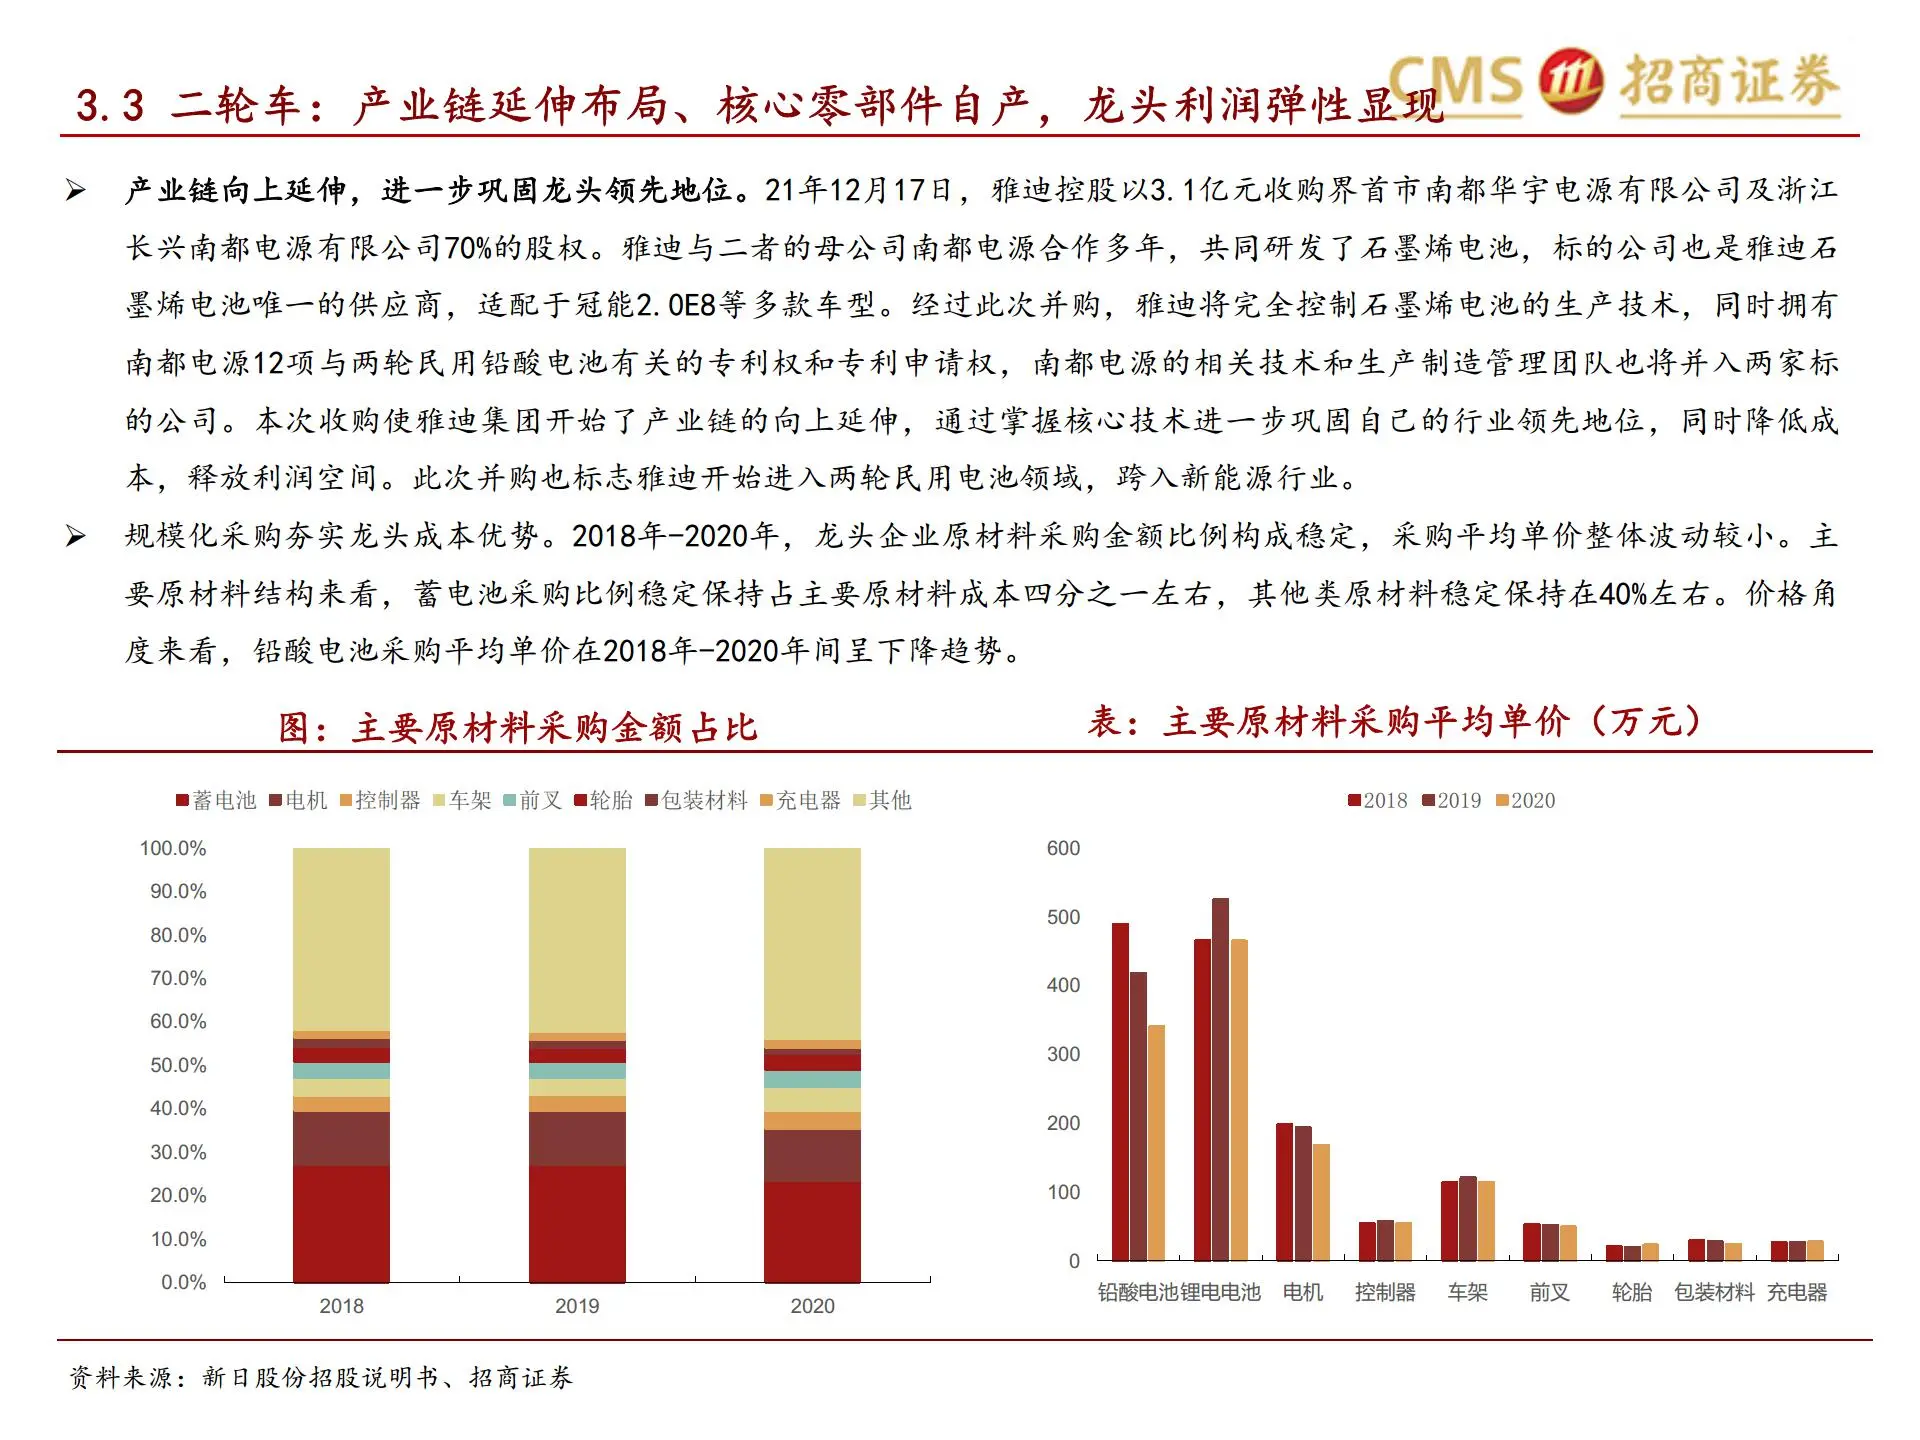 CMS 招商证券
3.3 二轮车：产业链延伸布局、核心零部件自产，龙头利润弹性显现
产业链向上延伸，进一步巩固龙头领先地位。21年12月17日，雅迪控股以3.1亿元收购界首市南都华宇电源有限公司及浙江
长兴南都电源有限公司70%的股权。雅迪与二者的母公司南都电源合作多年，共同研发了石墨烯电池，标的公司也是雅迪石
墨烯电池唯一的供应商，适配于冠能2.0E8等多款车型。经过此次并购，雅迪将完全控制石墨烯电池的生产技术，同时拥有
南都电源12项与两轮民用铅酸电池有关的专利权和专利申请权，南都电源的相关技术和生产制造管理团队也将并入两家标
的公司。本次收购使雅迪集团开始了产业链的向上延伸，通过掌握核心技术进一步巩固自己的行业领先地位，同时降低成
本，释放利润空间。此次并购也标志雅迪开始进入两轮民用电池领域，跨入新能源行业。
规模化采购夯实龙头成本优势。2018年-2020年，龙头企业原材料采购金额比例构成稳定，采购平均单价整体波动较小。主
要原材料结构来看，蓄电池采购比例稳定保持占主要原材料成本四分之一左右，其他类原材料稳定保持在40%左右。价格角
度来看，铅酸电池采购平均单价在2018年-2020年间呈下降趋势。
图：主要原材料采购金额占比
蓄电池 电机 控制器 车架 前叉 轮胎 包装材料 充电器 其他
100.0%
90.0%
80.0%
70.0%
60.0%
50.0%
40.0%
30.0%
20.0%
10.0%
0.0%
2018 2019 2020
表：主要原材料采购平均单价（万元）
2018 2019 2020
600
500
400
300
200
100
0
铅酸电池 锂电电池 电机 控制器 车架 前叉 轮胎 包装材料 充电器
资料来源：新日股份招股说明书、招商证券